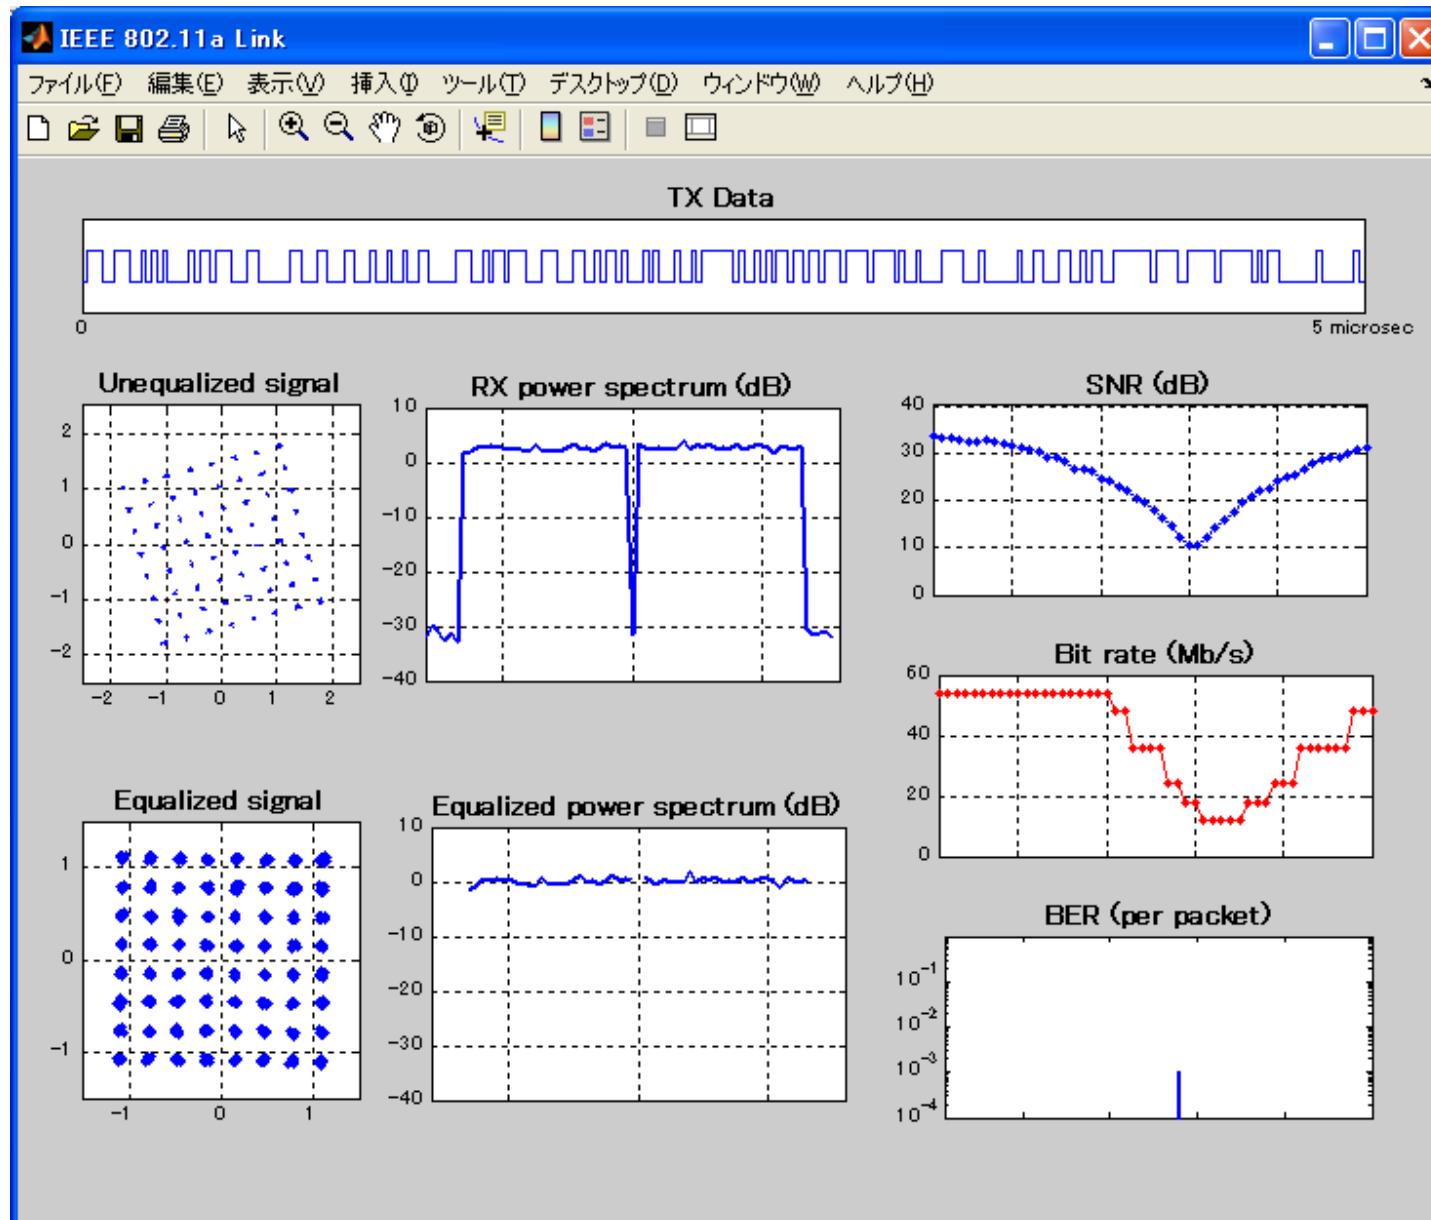 IEEE 802.11a Link
ファイル(F) 編集(E) 表示(V) 挿入(I) ツール(T) デスクトップ(D) ウィンドウ(W) ヘルプ(H)
TX Data
0 5 microsec
Unequalized signal
2
1
0
-1
-2
-2 -1 0 1 2
RX power spectrum (dB)
10
0
-10
-20
-30
-40
SNR (dB)
40
30
20
10
0
Bit rate (Mb/s)
60
40
20
0
Equalized signal
1
0
-1
-1 0 1
Equalized power spectrum (dB)
10
0
-10
-20
-30
-40
BER (per packet)
10^-1
10^-2
10^-3
10^-4